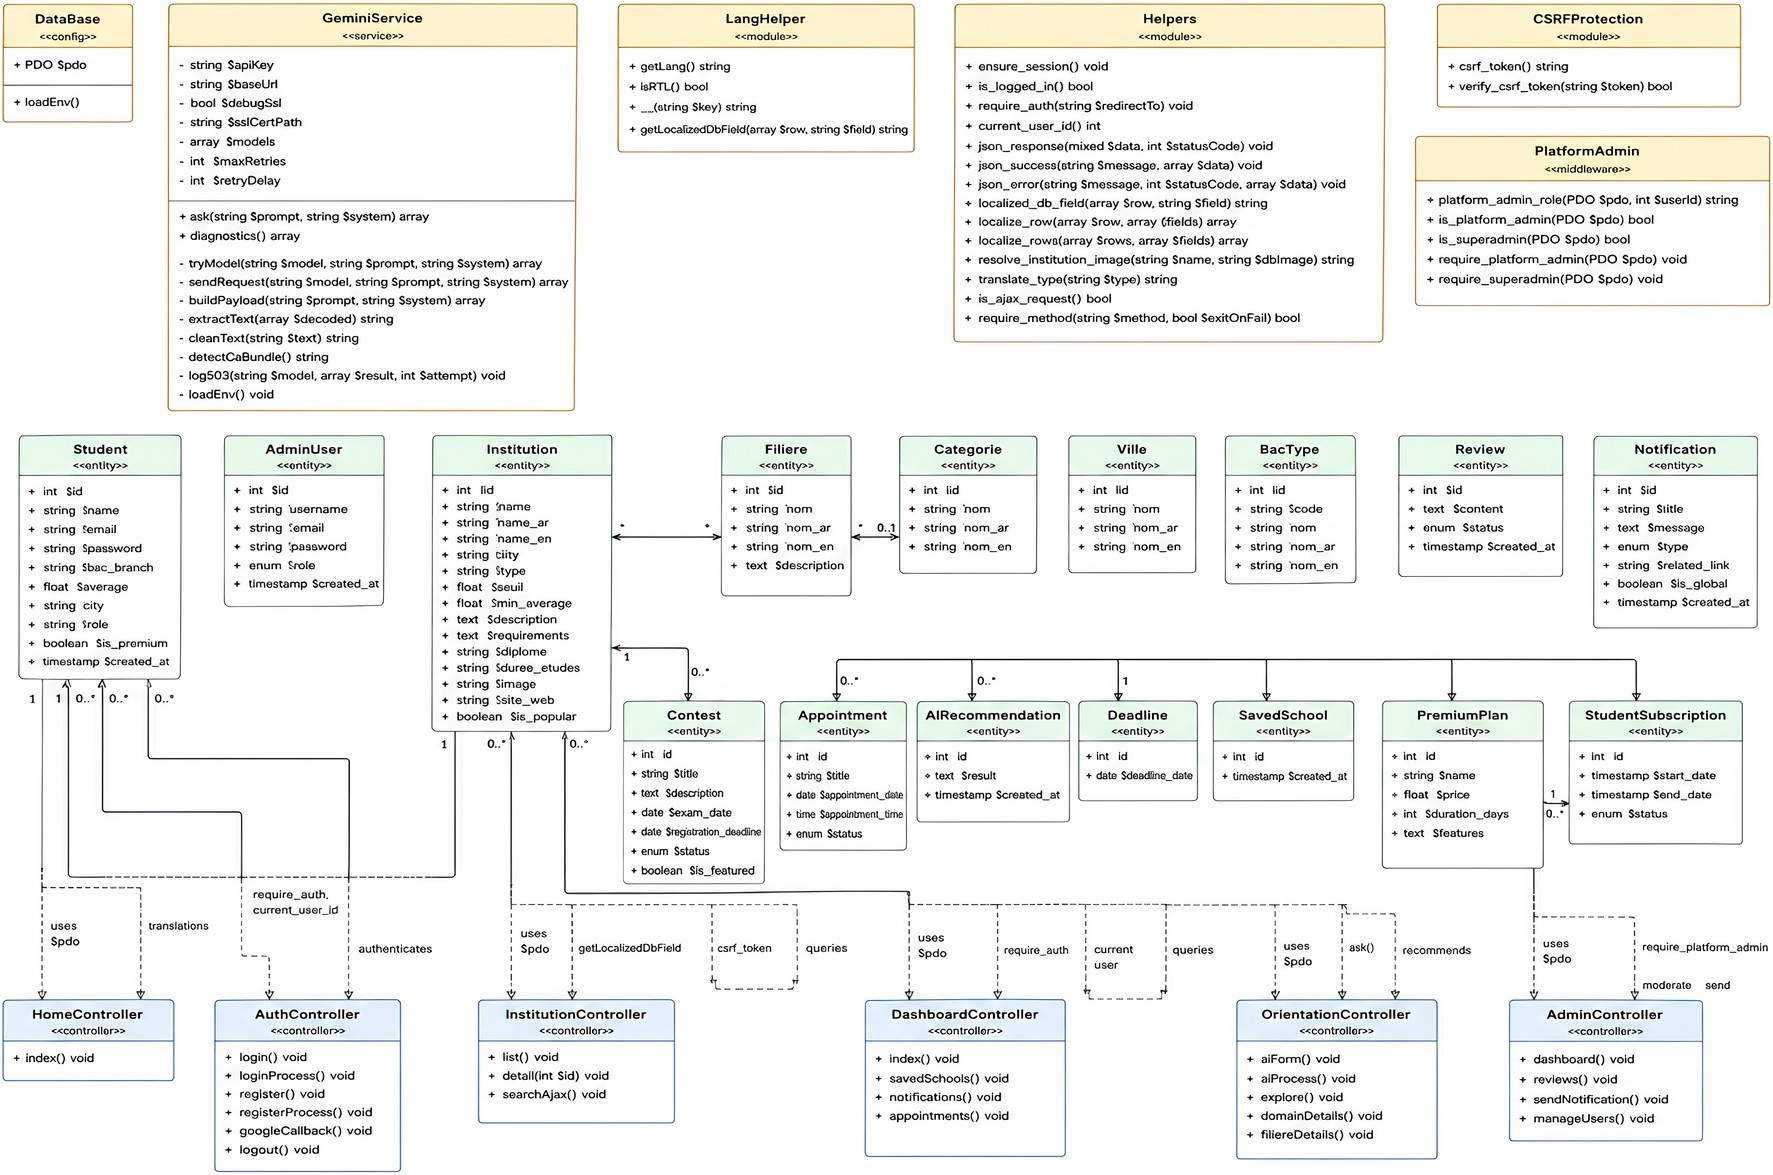 DataBase
<<config>>
+ PDO $pdo
+ loadEnv()
GeminiService
<<service>>
- string $apiKey
- string $baseUrl
- bool $debugSsl
- string $sslCertPath
- array $models
- int $maxRetries
- int $retryDelay
+ ask(string $prompt, string $system) array
+ diagnostics() array
- tryModel(string $model, string $prompt, string $system) array
- sendRequest(string $model, string $prompt, string $system) array
- buildPayload(string $prompt, string $system) array
- extractText(array $decoded) string
- cleanText(string $text) string
- detectCaBundle() string
- log503(string $model, array $result, int $attempt) void
- loadEnv() void
LangHelper
<<module>>
+ getLang() string
+ isRTL() bool
+ __(string $key) string
+ getLocalizedDbField(array $row, string $field) string
Helpers
<<module>>
+ ensure_session() void
+ is_logged_in() bool
+ require_auth(string $redirectTo) void
+ current_user_id() int
+ json_response(mixed $data, int $statusCode) void
+ json_success(string $message, array $data) void
+ json_error(string $message, int $statusCode, array $data) void
+ localized_db_field(array $row, string $field) string
+ localize_row(array $row, array $fields) array
+ localize_rows(array $rows, array $fields) array
+ resolve_institution_image(string $name, string $dbImage) string
+ translate_type(string $type) string
+ is_ajax_request() bool
+ require_method(string $method, bool $exitOnFail) bool
CSRFProtection
<<module>>
+ csrf_token() string
+ verify_csrf_token(string $token) bool
PlatformAdmin
<<middleware>>
+ platform_admin_role(PDO $pdo, int $userId) string
+ is_platform_admin(PDO $pdo) bool
+ is_superadmin(PDO $pdo) bool
+ require_platform_admin(PDO $pdo) void
+ require_superadmin(PDO $pdo) void
Student
<<entity>>
+ int $id
+ string $name
+ string $email
+ string $password
+ string $bac_branch
+ float $average
+ string city
+ string $role
+ boolean $is_premium
+ timestamp $created_at
AdminUser
<<entity>>
+ int $id
+ string $username
+ string $email
+ string $password
+ enum $role
+ timestamp $created_at
Institution
<<entity>>
+ int $id
+ string $name
+ string $name_ar
+ string $name_en
+ string $city
+ string $type
+ float $seuil
+ float $min_average
+ text $description
+ text $requirements
+ string $diplome
+ string $duree_etudes
+ string $image
+ string $site_web
+ boolean $is_popular
* *
Filiere
<<entity>>
+ int $id
+ string $nom
+ string $nom_ar
+ string $nom_en
+ text $description
* 0..1
Categorie
<<entity>>
+ int $id
+ string $nom
+ string $nom_ar
+ string $nom_en
Ville
<<entity>>
+ int $id
+ string $nom
+ string $nom_ar
+ string $nom_en
BacType
<<entity>>
+ int $id
+ string $code
+ string $nom
+ string $nom_ar
+ string $nom_en
Review
<<entity>>
+ int $id
+ text $content
+ enum $status
+ timestamp $created_at
Notification
<<entity>>
+ int $id
+ string $title
+ text $message
+ enum $type
+ string $related_link
+ boolean $is_global
+ timestamp $created_at
1
0..*
0..*
0..*
1
1 1 0..* 0..* 0..*
1 0..* 0..*
Contest
<<entity>>
+ int id
+ string $title
+ text $description
+ date $exam_date
+ date $registration_deadline
+ enum $status
+ boolean $is_featured
Appointment
<<entity>>
+ int id
+ string $title
+ date $appointment_date
+ time $appointment_time
+ enum $status
AIRecommendation
<<entity>>
+ int id
+ text $result
+ timestamp $created_at
Deadline
<<entity>>
+ int id
+ date $deadline_date
SavedSchool
<<entity>>
+ int id
+ timestamp $created_at
PremiumPlan
<<entity>>
+ int id
+ string $name
+ float $price
+ int $duration_days
+ text $features
1
0..*
StudentSubscription
<<entity>>
+ int id
+ timestamp $start_date
+ timestamp $end_date
+ enum $status
uses
$pdo
translations
require_auth,
current_user_id
authenticates
uses
$pdo
getLocalizedDbField
csrf_token
queries
uses
$pdo
require_auth
current
user
queries
uses
$pdo
ask()
recommends
uses
$pdo
require_platform_admin
moderate send
HomeController
<<controller>>
+ index() void
AuthController
<<controller>>
+ login() void
+ loginProcess() void
+ register() void
+ registerProcess() void
+ googleCallback() void
+ logout() void
InstitutionController
<<controller>>
+ list() void
+ detall(int $id) void
+ searchAjax() void
DashboardController
<<controller>>
+ index() void
+ savedSchools() void
+ notifications() void
+ appointments() void
OrientationController
<<controller>>
+ aiForm() void
+ aiProcess() void
+ explore() void
+ domainDetails() void
+ filiereDetails() void
AdminController
<<controller>>
+ dashboard() void
+ reviews() void
+ sendNotification() void
+ manageUsers() void